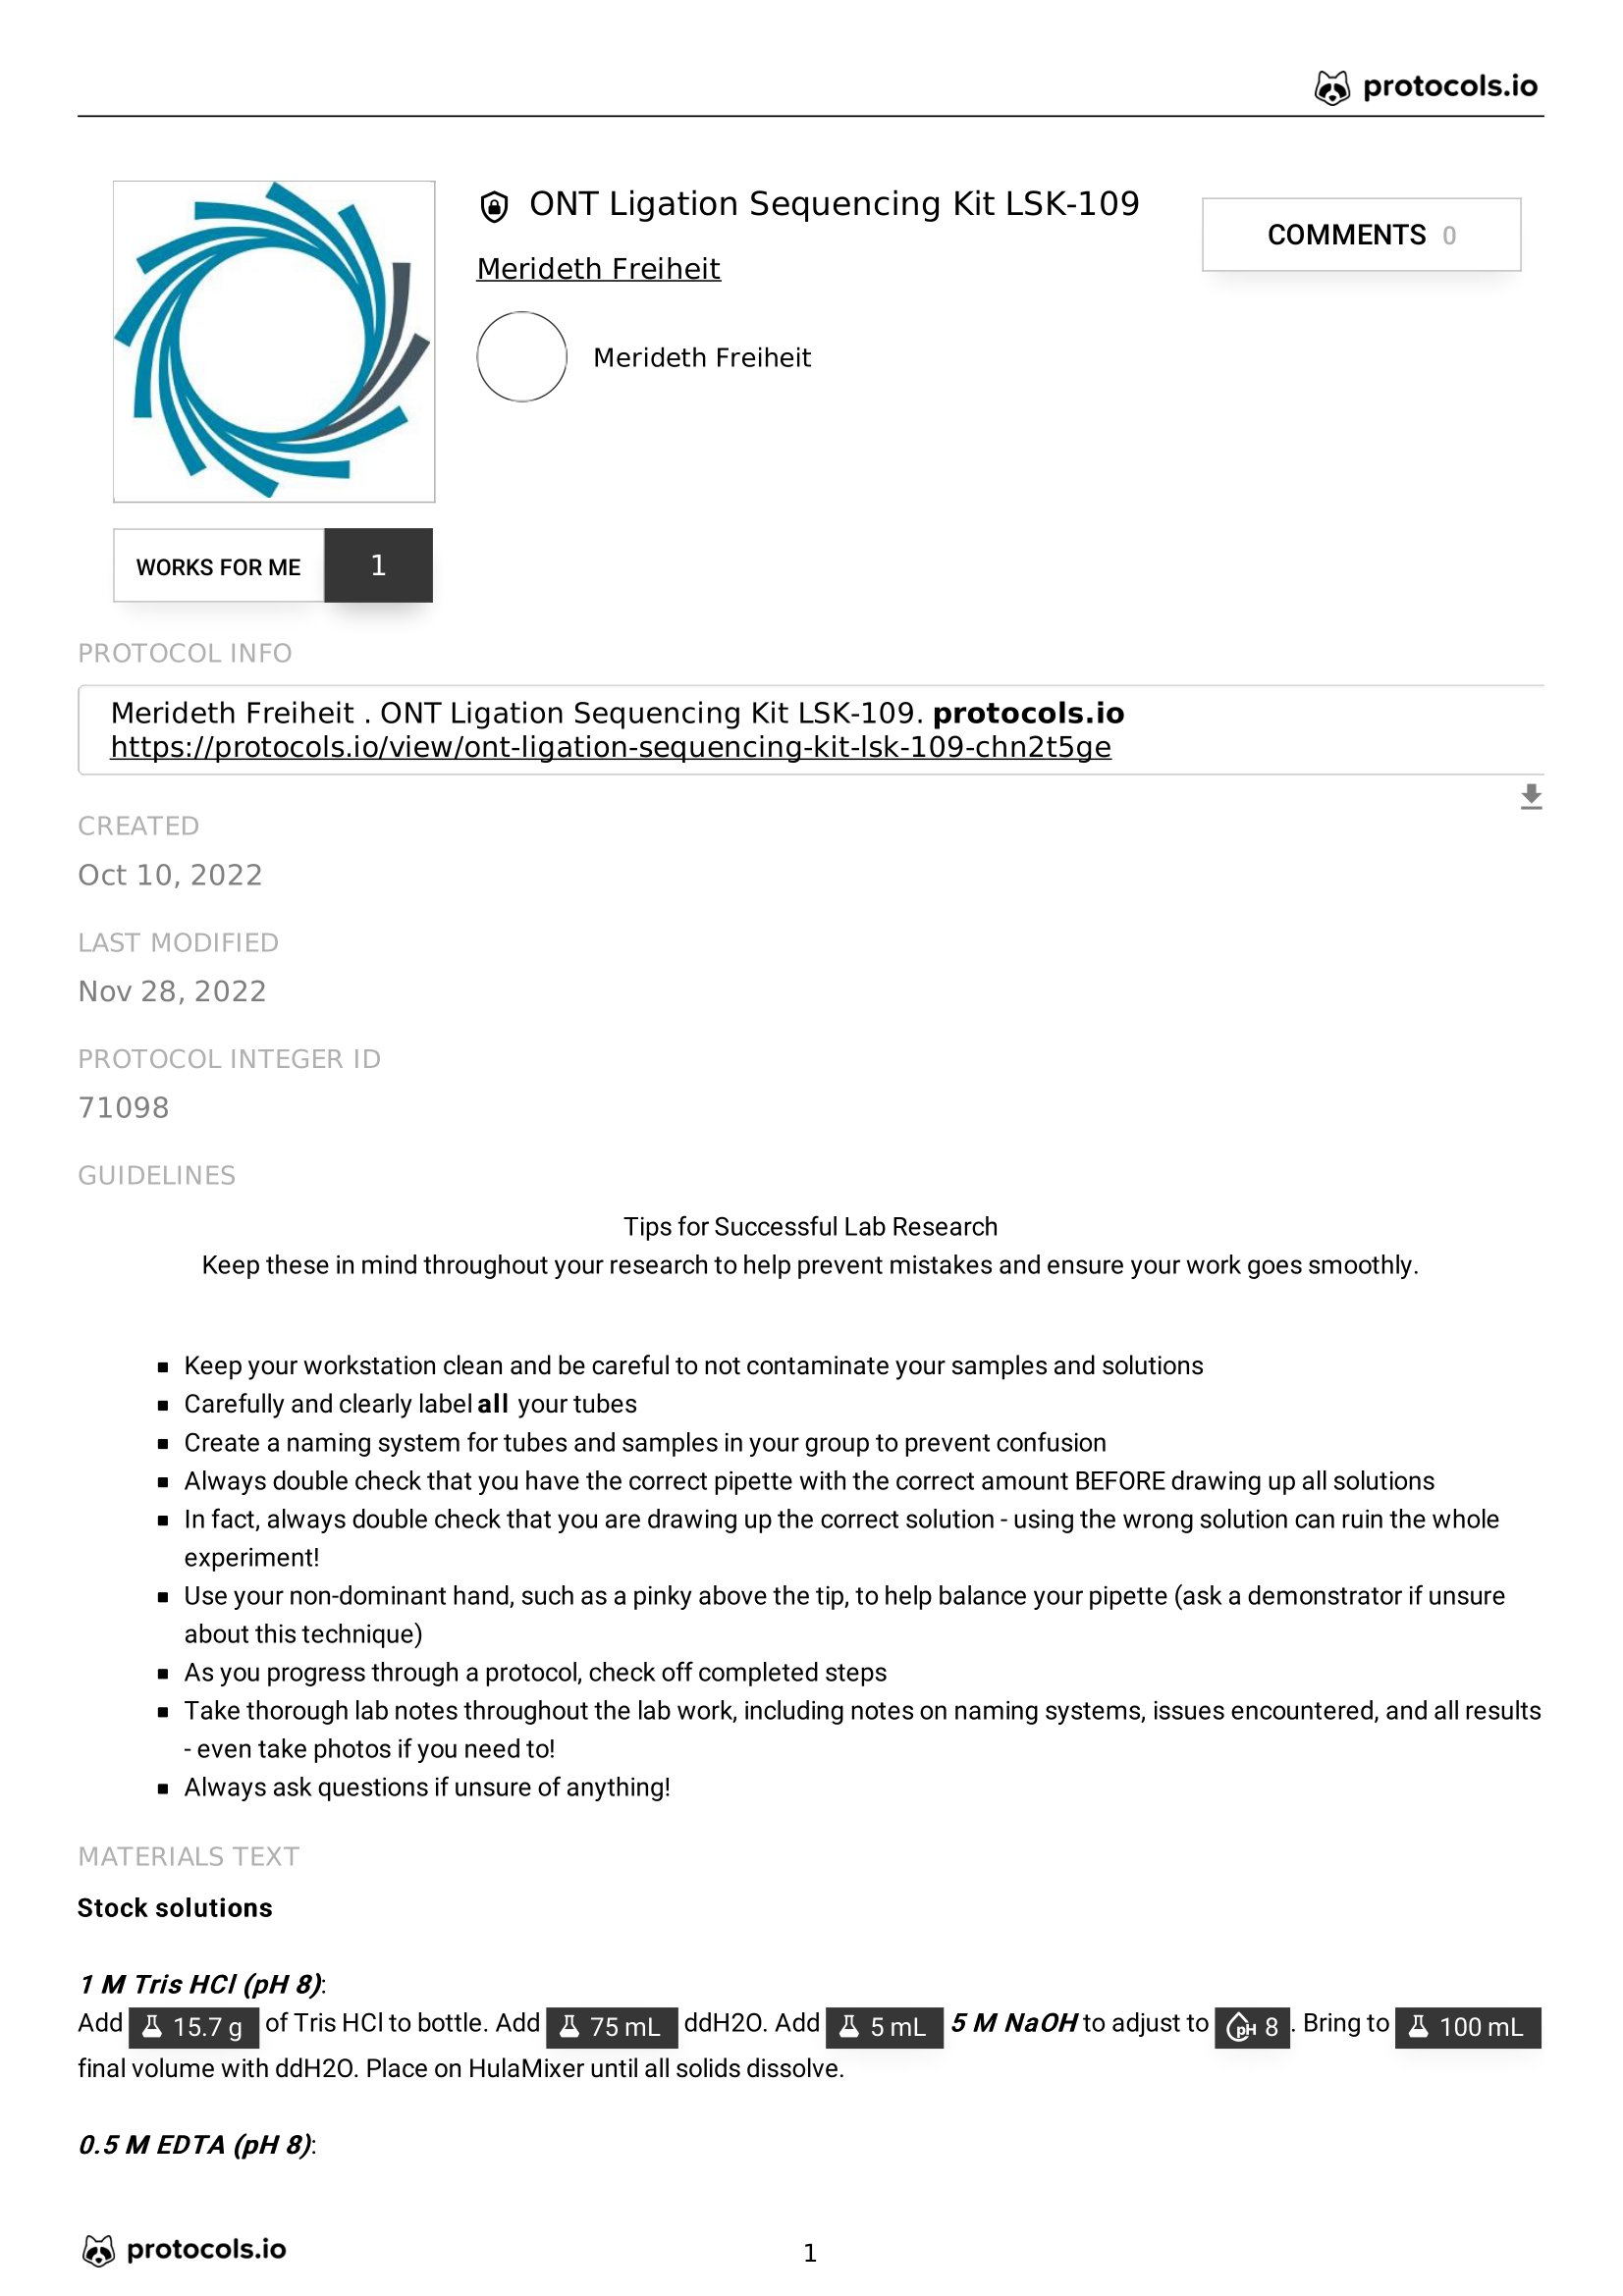 protocols.io
ONT Ligation Sequencing Kit LSK-109
COMMENTS 0
Merideth Freiheit
Merideth Freiheit
WORKS FOR ME 1
PROTOCOL INFO
Merideth Freiheit . ONT Ligation Sequencing Kit LSK-109. protocols.io
https://protocols.io/view/ont-ligation-sequencing-kit-lsk-109-chn2t5ge
CREATED
Oct 10, 2022
LAST MODIFIED
Nov 28, 2022
PROTOCOL INTEGER ID
71098
GUIDELINES
Tips for Successful Lab Research
Keep these in mind throughout your research to help prevent mistakes and ensure your work goes smoothly.
▪ Keep your workstation clean and be careful to not contaminate your samples and solutions
▪ Carefully and clearly label all your tubes
▪ Create a naming system for tubes and samples in your group to prevent confusion
▪ Always double check that you have the correct pipette with the correct amount BEFORE drawing up all solutions
▪ In fact, always double check that you are drawing up the correct solution - using the wrong solution can ruin the whole
experiment!
▪ Use your non-dominant hand, such as a pinky above the tip, to help balance your pipette (ask a demonstrator if unsure
about this technique)
▪ As you progress through a protocol, check off completed steps
▪ Take thorough lab notes throughout the lab work, including notes on naming systems, issues encountered, and all results
- even take photos if you need to!
▪ Always ask questions if unsure of anything!
MATERIALS TEXT
Stock solutions
1 M Tris HCl (pH 8):
Add 15.7 g of Tris HCl to bottle. Add 75 mL ddH2O. Add 5 mL 5 M NaOH to adjust to pH 8 . Bring to 100 mL
final volume with ddH2O. Place on HulaMixer until all solids dissolve.
0.5 M EDTA (pH 8):
protocols.io
1